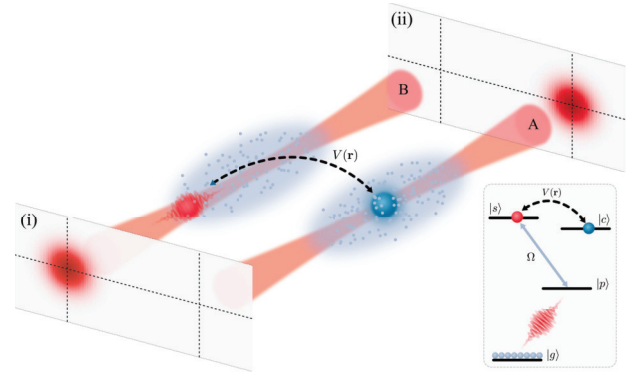 (ii)
B
A
V(r)
(i)
V(r)
|s⟩
|c⟩
Ω
|p⟩
|g⟩